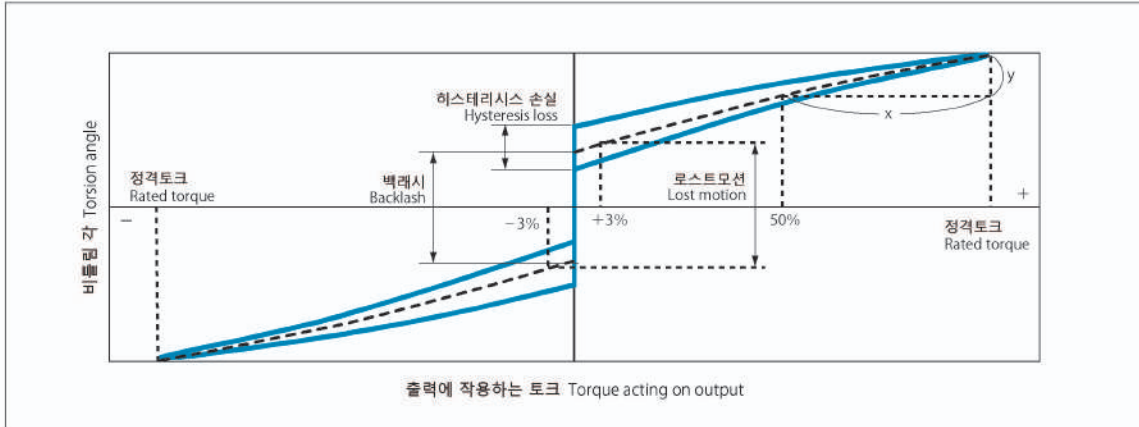 히스테리시스 손실
Hysteresis loss
y
x
정격토크
Rated torque
백래시
Backlash
로스트모션
Lost motion
−
−3%
+3%
50%
+
정격토크
Rated torque
비틀림 각 Torsion angle
출력에 작용하는 토크 Torque acting on output